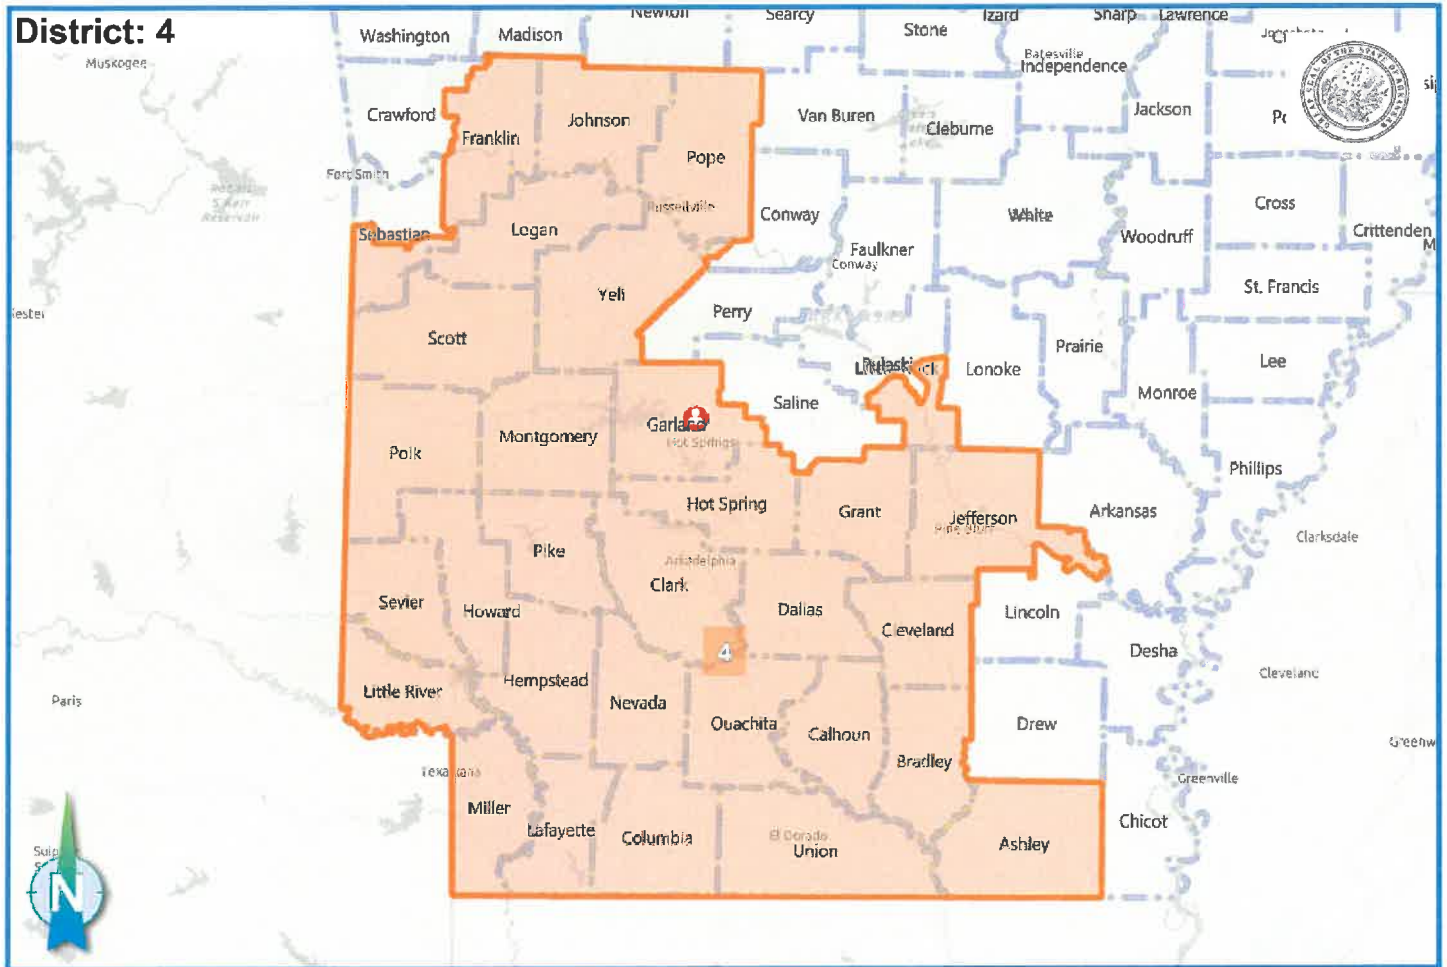 District: 4
Searcy
Sharp
Lawrence
Washington
Madison
Stone
Muskogee
Batesville
Independence
Crawford
Johnson
Van Buren
Jackson
Franklin
Cleburne
Pope
Fort Smith
Conway
White
Cross
Russellville
Sebastian
Logan
Faulkner
Woodruff
Crittenden
Conway
St. Francis
Yell
Perry
Scott
Prairie
Lee
Pulaski
Lonoke
Monroe
Saline
Garland
Montgomery
Hot Springs
Polk
Phillips
Hot Spring
Grant
Jefferson
Arkansas
Pine Bluff
Clarksdale
Pike
Arkadelphia
Clark
Sevier
Howard
Dallas
Lincoln
Cleveland
4
Desha
Cleveland
Hempstead
Little River
Nevada
Paris
Ouachita
Drew
Calhoun
Bradley
Texarkana
Greenville
Miller
Lafayette
Columbia
El Dorado
Union
Chicot
Ashley
N